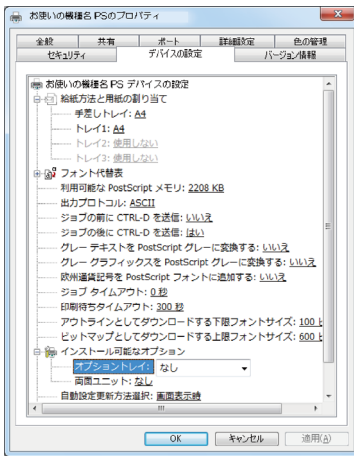 お使いの機種名 PSのプロパティ
全般 共有 ポート 詳細設定 色の管理
セキュリティ デバイスの設定 バージョン情報
お使いの機種名 PS デバイスの設定
給紙方法と用紙の割り当て
手差しトレイ: A4
トレイ1: A4
トレイ2: 使用しない
トレイ3: 使用しない
フォント代替表
利用可能な PostScript メモリ: 2208 KB
出力プロトコル: ASCII
ジョブの前に CTRL-D を送信: いいえ
ジョブの後に CTRL-D を送信: はい
グレー テキストを PostScript グレーに変換する: いいえ
グレー グラフィックスを PostScript グレーに変換する: いいえ
欧州通貨記号を PostScript フォントに追加する: いいえ
ジョブ タイムアウト: 0 秒
印刷待ちタイムアウト: 300 秒
アウトラインとしてダウンロードする下限フォントサイズ: 100
ビットマップとしてダウンロードする上限フォントサイズ: 600
インストール可能なオプション
オプショントレイ: なし
両面ユニット: なし
自動設定更新方法選択: 画面表示時
OK キャンセル 適用(A)